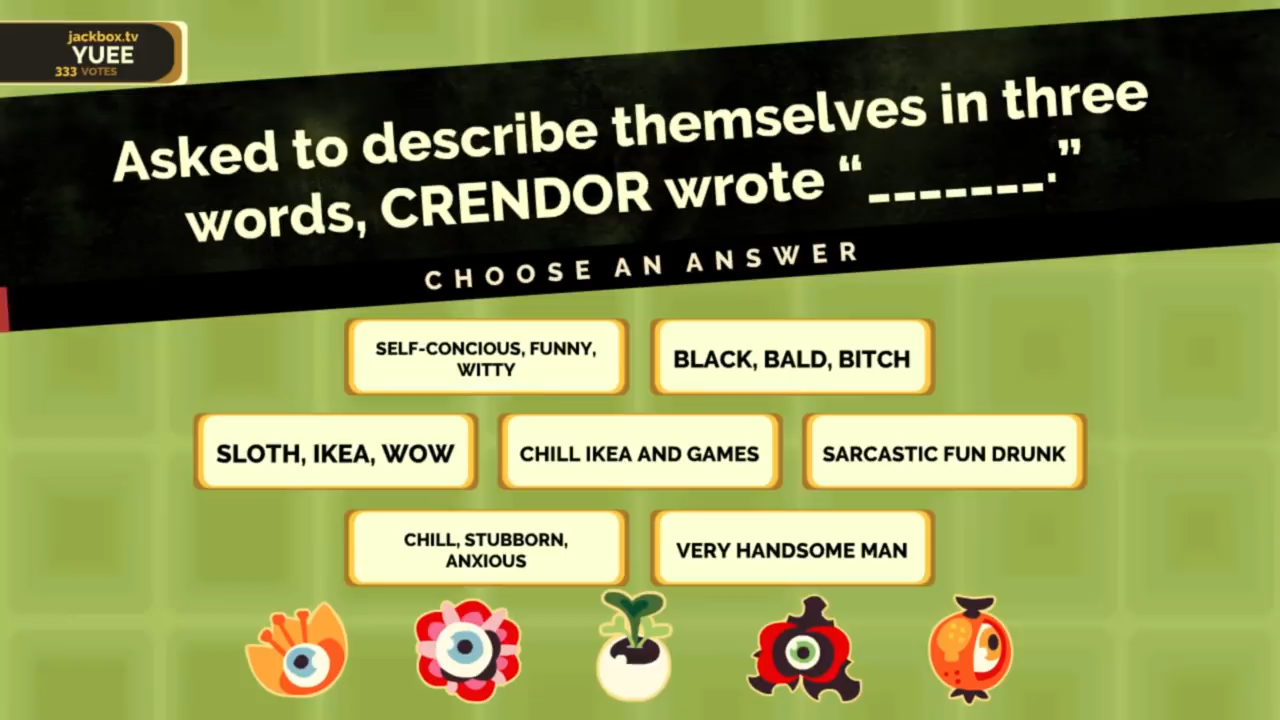 jackbox.tv
YUEE
333 VOTES
Asked to describe themselves in three
words, CRENDOR wrote “_______.”
CHOOSE AN ANSWER
SELF-CONCIOUS, FUNNY,
WITTY
BLACK, BALD, BITCH
SLOTH, IKEA, WOW
CHILL IKEA AND GAMES
SARCASTIC FUN DRUNK
CHILL, STUBBORN,
ANXIOUS
VERY HANDSOME MAN